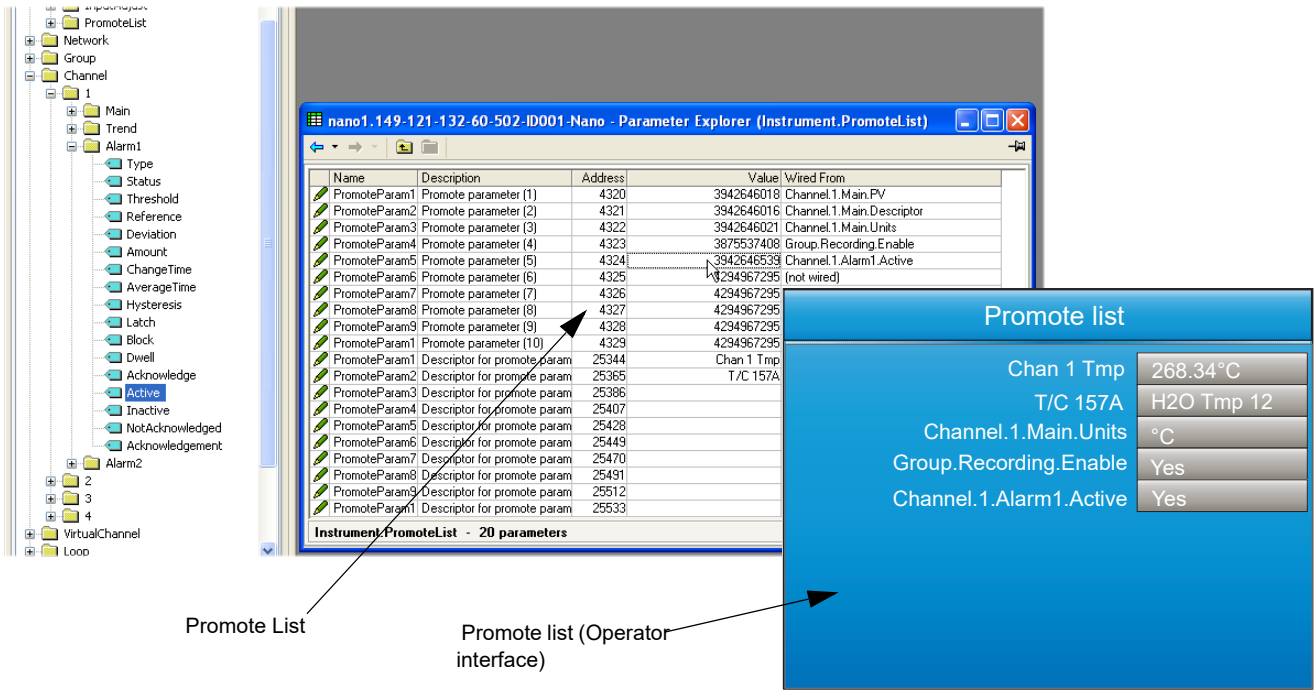 InputAdjust
PromoteList
Network
Group
Channel
1
Main
Trend
Alarm1
Type
Status
Threshold
Reference
Deviation
Amount
ChangeTime
AverageTime
Hysteresis
Latch
Block
Dwell
Acknowledge
Active
Inactive
NotAcknowledged
Acknowledgement
Alarm2
2
3
4
VirtualChannel
Loop
nano1.149-121-132-60-502-ID001-Nano - Parameter Explorer (Instrument.PromoteList)
Name Description Address Value Wired From
PromoteParam1 Promote parameter (1) 4320 3942646018 Channel.1.Main.PV
PromoteParam2 Promote parameter (2) 4321 3942646016 Channel.1.Main.Descriptor
PromoteParam3 Promote parameter (3) 4322 3942646021 Channel.1.Main.Units
PromoteParam4 Promote parameter (4) 4323 3875537408 Group.Recording.Enable
PromoteParam5 Promote parameter (5) 4324 3942646539 Channel.1.Alarm1.Active
PromoteParam6 Promote parameter (6) 4325 4294967295 (not wired)
PromoteParam7 Promote parameter (7) 4326 4294967295
PromoteParam8 Promote parameter (8) 4327 4294967295
PromoteParam9 Promote parameter (9) 4328 4294967295
PromoteParam1 Promote parameter (10) 4329 4294967295
PromoteParam1 Descriptor for promote param 25344 Chan 1 Tmp
PromoteParam2 Descriptor for promote param 25365 T/C 157A
PromoteParam3 Descriptor for promote param 25386
PromoteParam4 Descriptor for promote param 25407
PromoteParam5 Descriptor for promote param 25428
PromoteParam6 Descriptor for promote param 25449
PromoteParam7 Descriptor for promote param 25470
PromoteParam8 Descriptor for promote param 25491
PromoteParam9 Descriptor for promote param 25512
PromoteParam1 Descriptor for promote param 25533
Instrument.PromoteList - 20 parameters
Promote list
Chan 1 Tmp 268.34°C
T/C 157A H2O Tmp 12
Channel.1.Main.Units °C
Group.Recording.Enable Yes
Channel.1.Alarm1.Active Yes
Promote List
Promote list (Operator
interface)